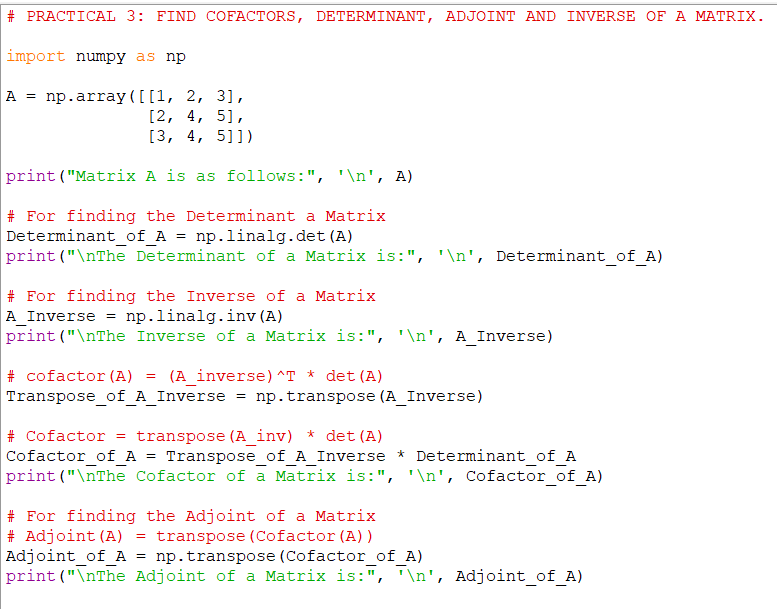 # PRACTICAL 3: FIND COFACTORS, DETERMINANT, ADJOINT AND INVERSE OF A MATRIX.
import numpy as np
A = np.array([[1, 2, 3],
[2, 4, 5],
[3, 4, 5]])
print("Matrix A is as follows:", '\n', A)
# For finding the Determinant a Matrix
Determinant_of_A = np.linalg.det(A)
print("\nThe Determinant of a Matrix is:", '\n', Determinant_of_A)
# For finding the Inverse of a Matrix
A_Inverse = np.linalg.inv(A)
print("\nThe Inverse of a Matrix is:", '\n', A_Inverse)
# cofactor(A) = (A_inverse)^T * det(A)
Transpose_of_A_Inverse = np.transpose(A_Inverse)
# Cofactor = transpose(A_inv) * det(A)
Cofactor_of_A = Transpose_of_A_Inverse * Determinant_of_A
print("\nThe Cofactor of a Matrix is:", '\n', Cofactor_of_A)
# For finding the Adjoint of a Matrix
# Adjoint(A) = transpose(Cofactor(A))
Adjoint_of_A = np.transpose(Cofactor_of_A)
print("\nThe Adjoint of a Matrix is:", '\n', Adjoint_of_A)